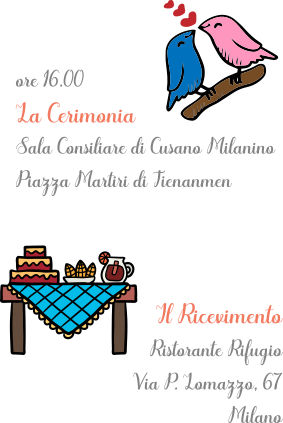 ore 16.00
La Cerimonia
Sala Consiliare di Cusano Milanino
Piazza Martiri di Tienanmen
Il Ricevimento
Ristorante Rifugio
Via P. Lomazzo, 67
Milano